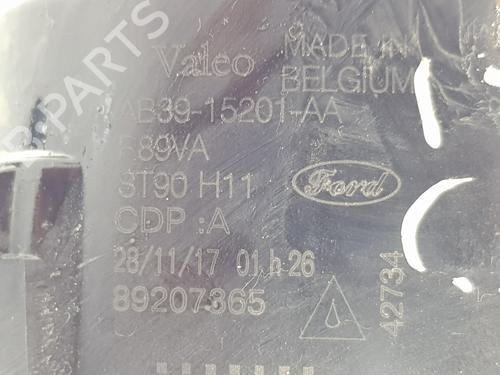 Valeo
MADE IN
BELGIUM
AB39-15201-AA
89VA
ST90 H11
Ford
CDP :A
28/11/17 01 h 26
89207365
42734